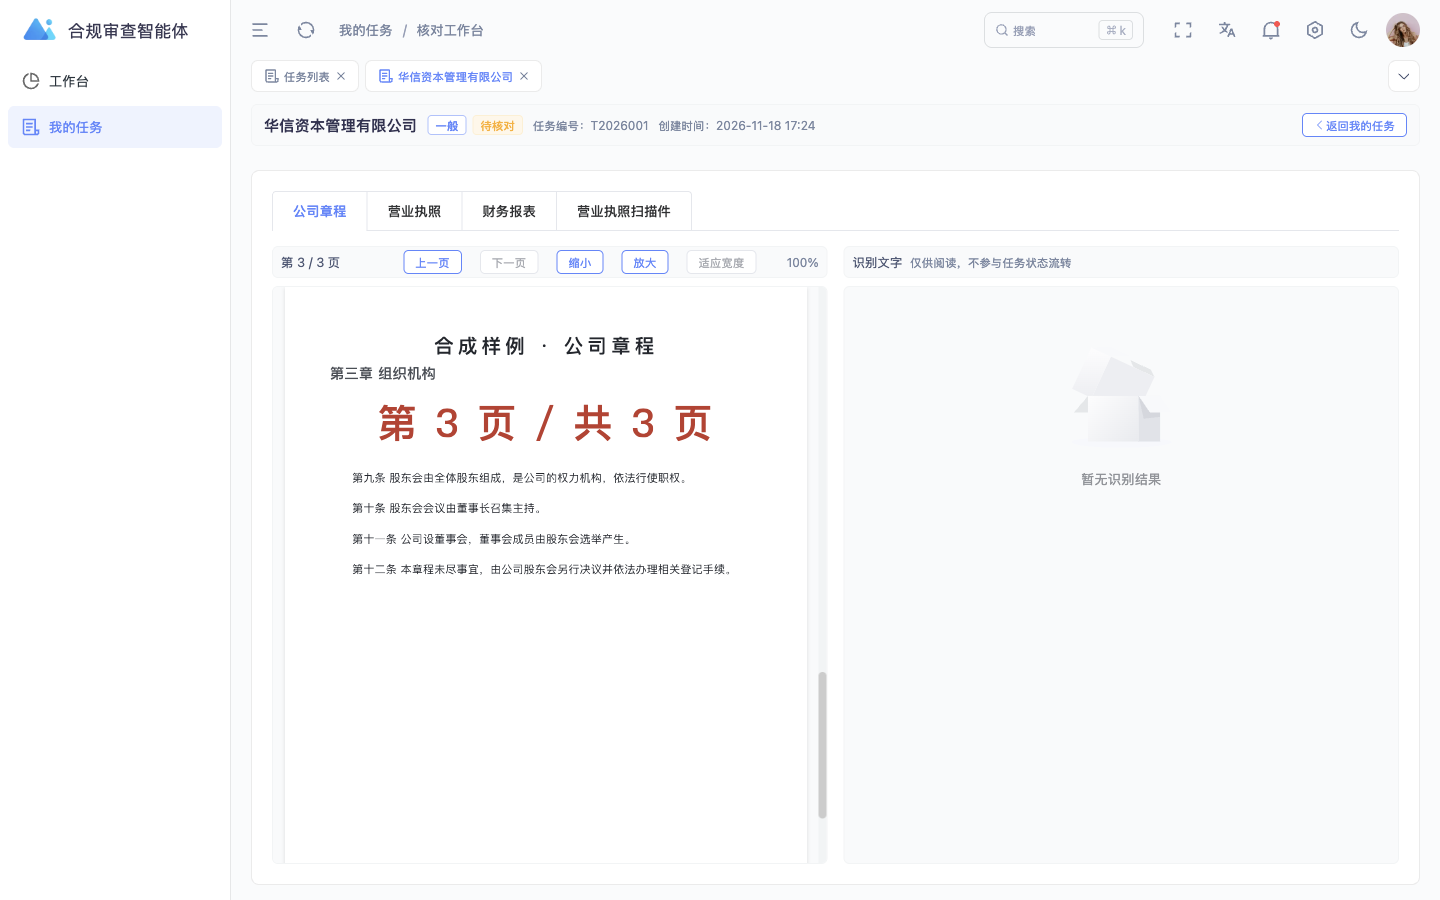 合规审查智能体
工作台
我的任务
我的任务 / 核对工作台
搜索 ⌘ k
任务列表 ×
华信资本管理有限公司 ×
华信资本管理有限公司 一般 待核对 任务编号：T2026001 创建时间：2026-11-18 17:24
返回我的任务
公司章程 营业执照 财务报表 营业执照扫描件
第 3 / 3 页 上一页 下一页 缩小 放大 适应宽度 100%
识别文字 仅供阅读，不参与任务状态流转
合成样例 · 公司章程
第三章 组织机构
第 3 页 / 共 3 页
第九条 股东会由全体股东组成，是公司的权力机构，依法行使职权。
第十条 股东会会议由董事长召集主持。
第十一条 公司设董事会，董事会成员由股东会选举产生。
第十二条 本章程未尽事宜，由公司股东会另行决议并依法办理相关登记手续。
暂无识别结果